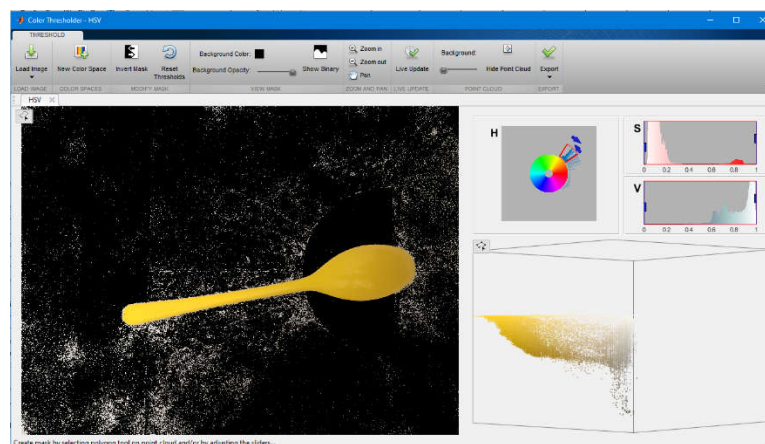 Color Thresholder - HSV
THRESHOLD
Load Image
New Color Space
Invert Mask
Reset Thresholds
Background Color:
Background Opacity:
Show Binary
Zoom in
Zoom out
Pan
Live Update
Background:
Hide Point Cloud
Export
LOAD IMAGE
COLOR SPACES
MODIFY MASK
VIEW MASK
ZOOM AND PAN
LIVE UPDATE
POINT CLOUD
EXPORT
HSV
H
S
0 0.2 0.4 0.6 0.8 1
V
0 0.2 0.4 0.6 0.8 1
Create mask by selecting polygon tool on point cloud and/or by adjusting the sliders...